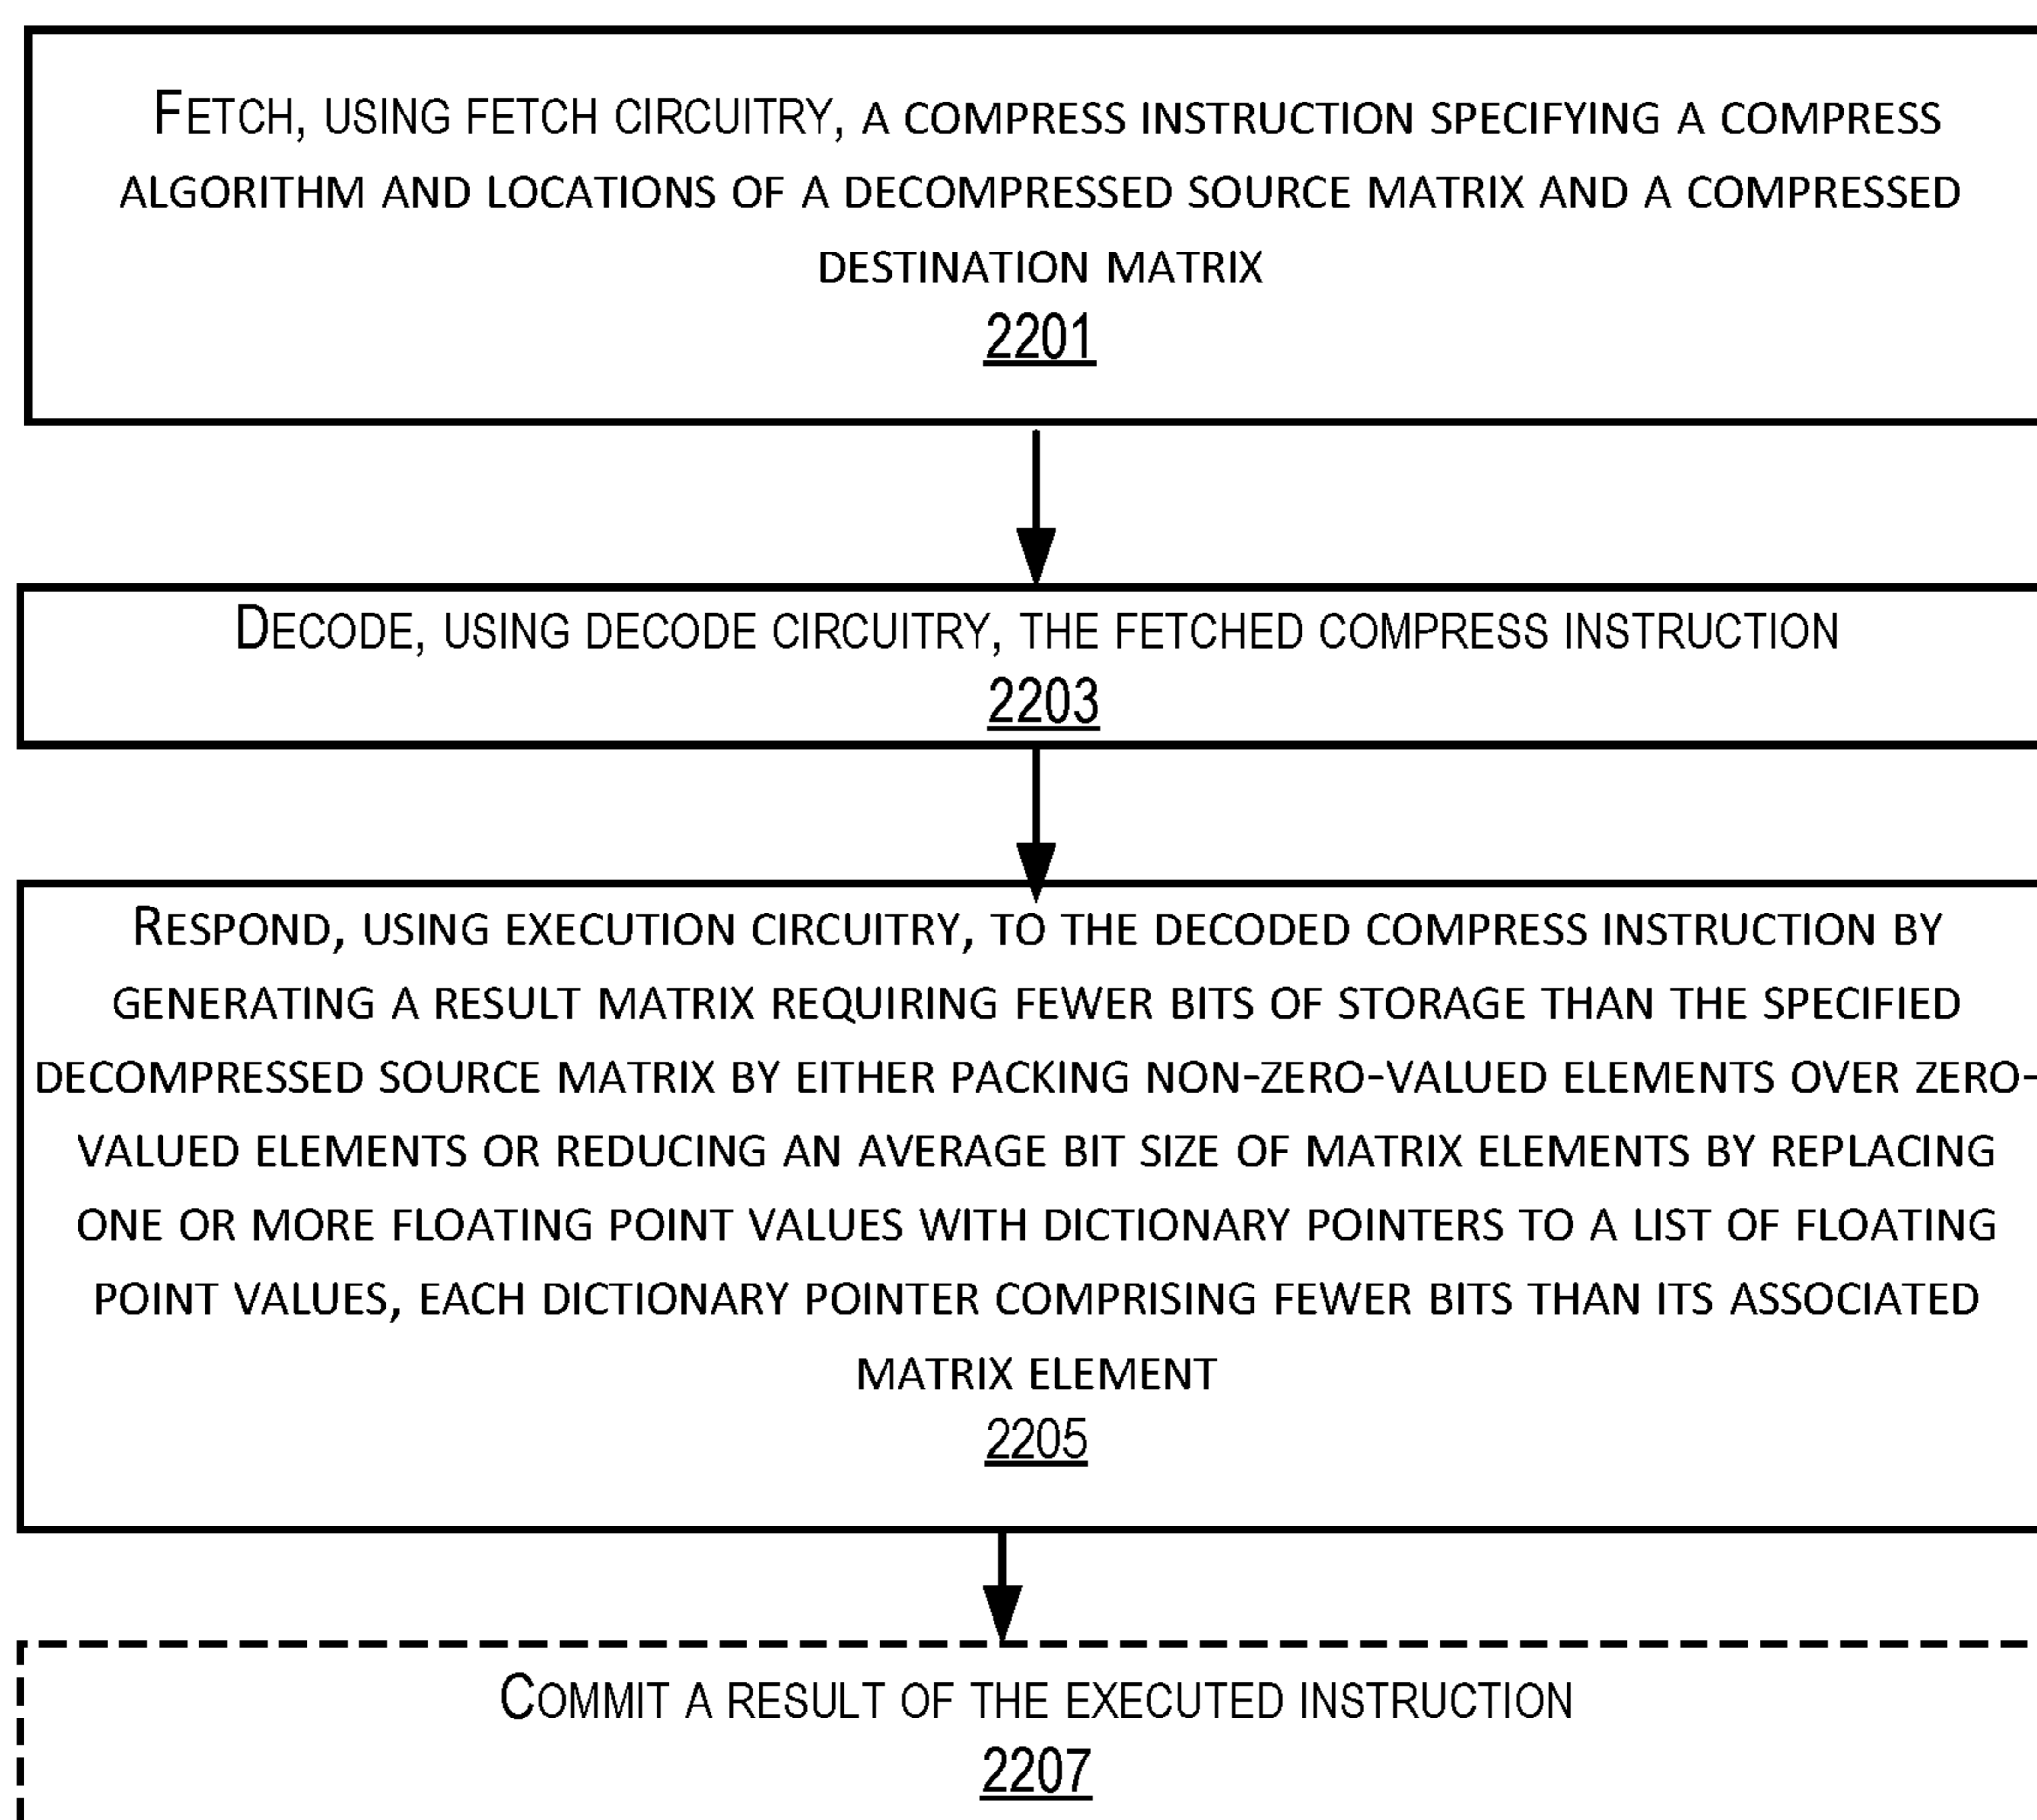 Fetch, using fetch circuitry, a compress instruction specifying a compress
algorithm and locations of a decompressed source matrix and a compressed
destination matrix
2201
Decode, using decode circuitry, the fetched compress instruction
2203
Respond, using execution circuitry, to the decoded compress instruction by
generating a result matrix requiring fewer bits of storage than the specified
decompressed source matrix by either packing non-zero-valued elements over zero-
valued elements or reducing an average bit size of matrix elements by replacing
one or more floating point values with dictionary pointers to a list of floating
point values, each dictionary pointer comprising fewer bits than its associated
matrix element
2205
Commit a result of the executed instruction
2207